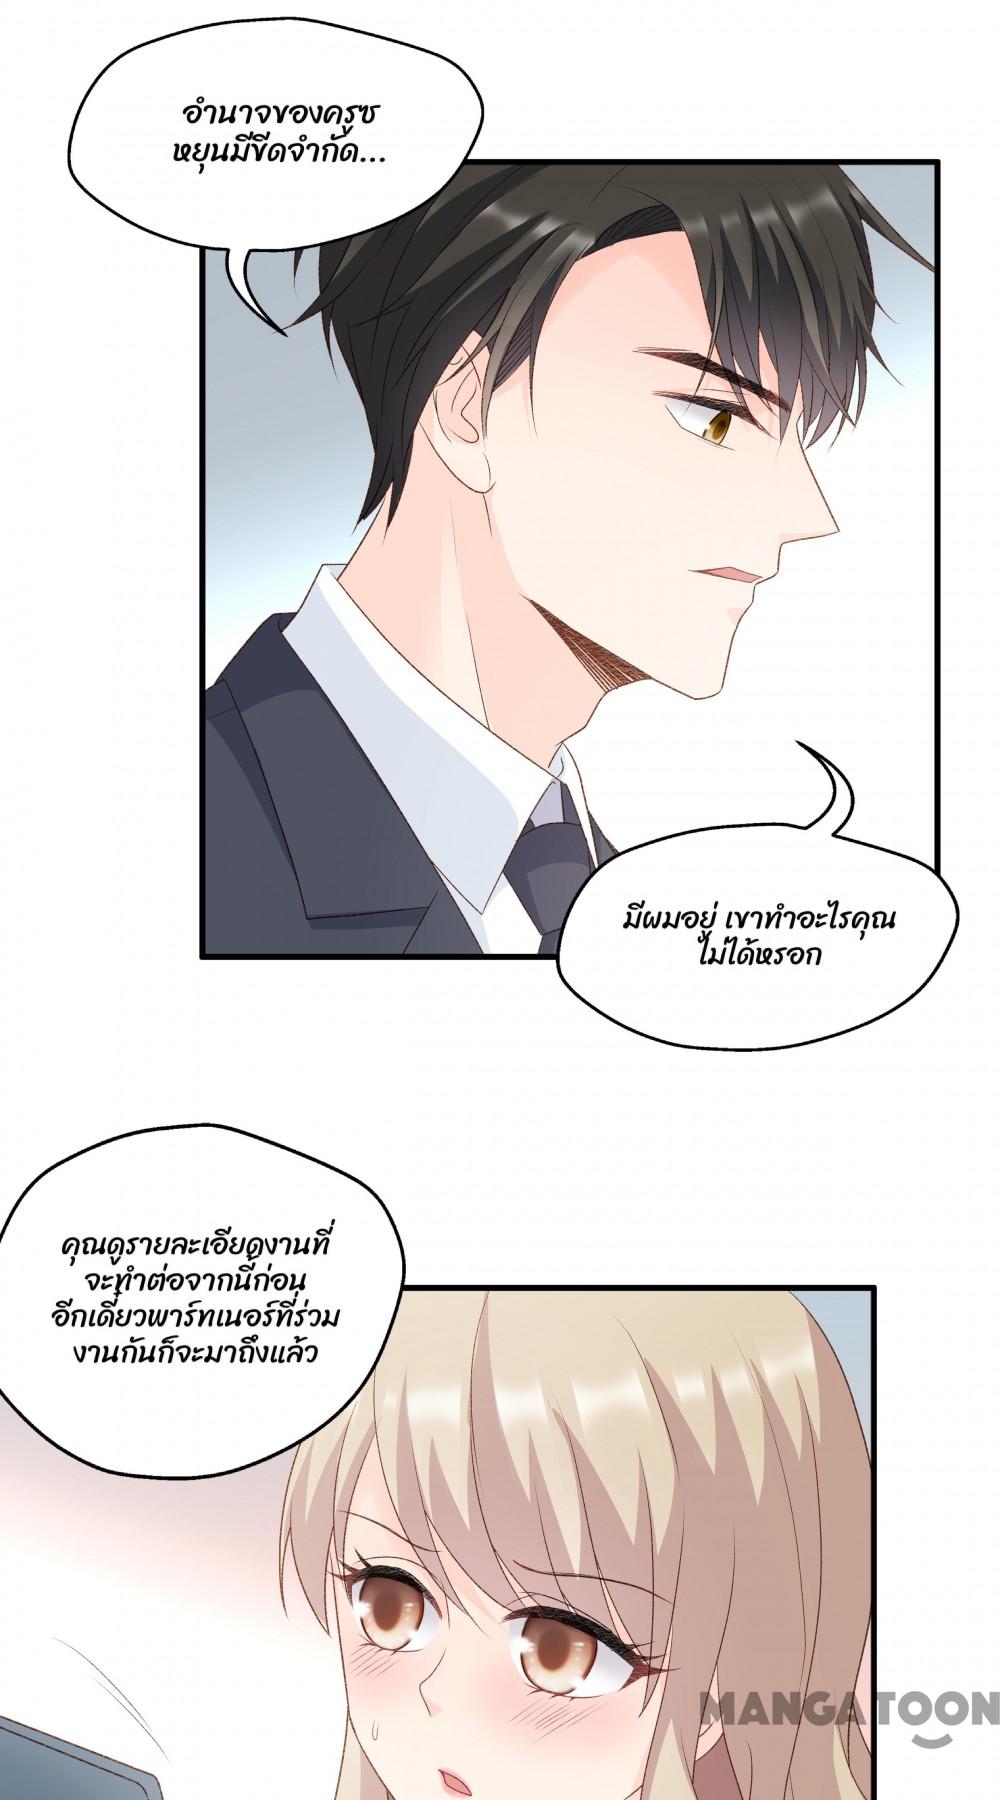 อำนาจของครูซ
หยุนมีขีดจำกัด...
มีผมอยู่ เขาทำอะไรคุณ
ไม่ได้หรอก
คุณดูรายละเอียดงานที่
จะทำต่อจากนี้ก่อน
อีกเดี๋ยวพาร์ทเนอร์ที่ร่วม
งานกันก็จะมาถึงแล้ว
MANGATOON